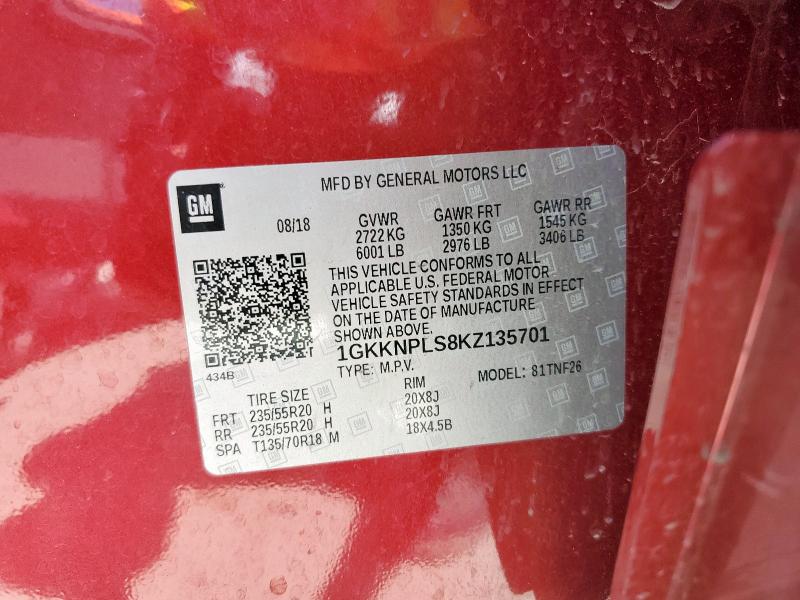 MFD BY GENERAL MOTORS LLC
GM
08/18
GVWR GAWR FRT GAWR RR
2722 KG 1350 KG 1545 KG
6001 LB 2976 LB 3406 LB
THIS VEHICLE CONFORMS TO ALL
APPLICABLE U.S. FEDERAL MOTOR
VEHICLE SAFETY STANDARDS IN EFFECT
ON THE DATE OF MANUFACTURE
SHOWN ABOVE.
434B
1GKKNPLS8KZ135701
TYPE: M.P.V. MODEL: 81TNF26
TIRE SIZE RIM
FRT 235/55R20 H 20X8J
RR 235/55R20 H 20X8J
SPA T135/70R18 M 18X4.5B